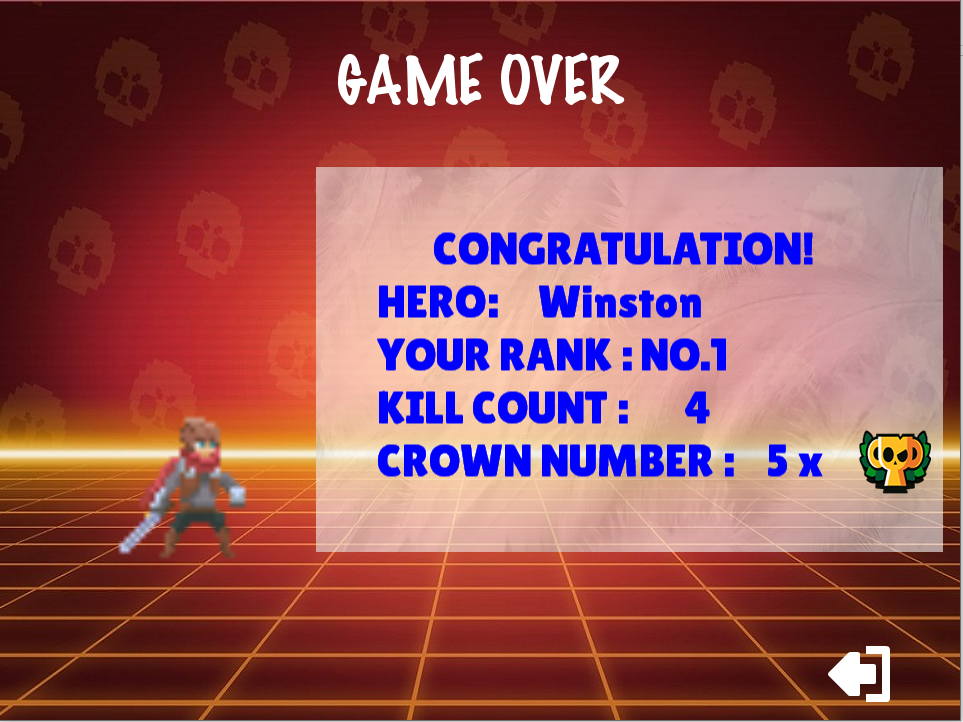 GAME OVER
CONGRATULATION!
HERO: Winston
YOUR RANK : NO.1
KILL COUNT : 4
CROWN NUMBER : 5 x